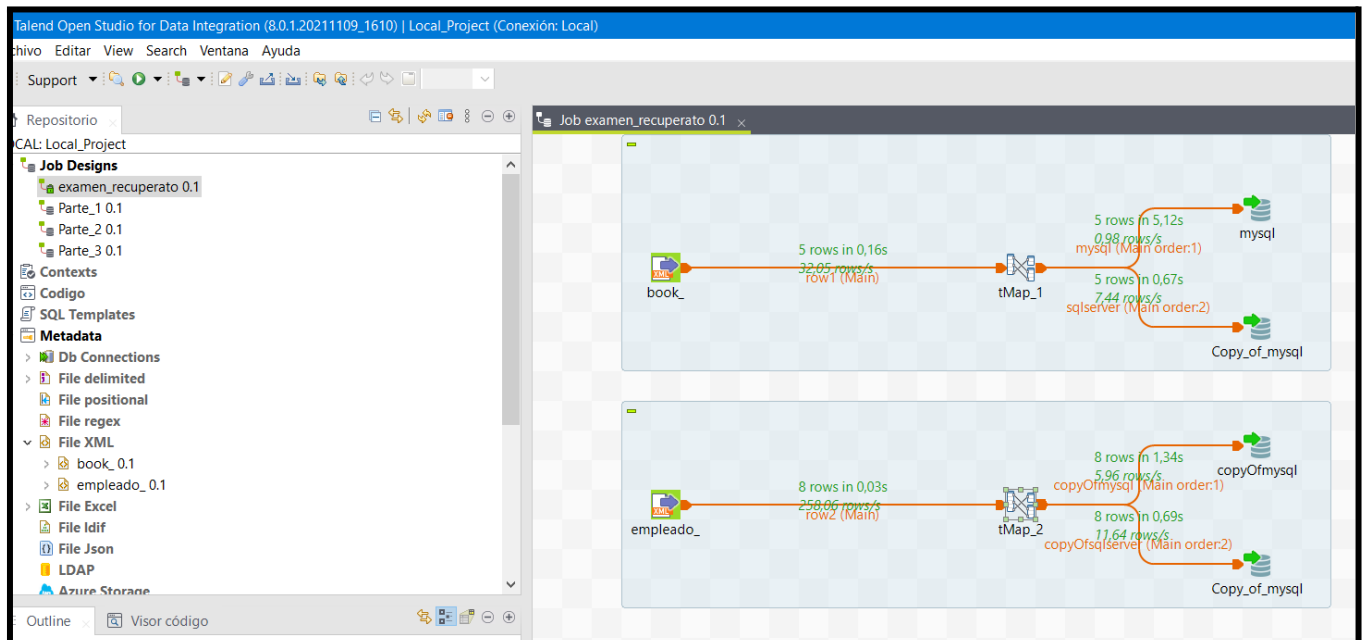 Talend Open Studio for Data Integration (8.0.1.20211109_1610) | Local_Project (Conexión: Local)
chivo Editar View Search Ventana Ayuda
Support
Repositorio
CAL: Local_Project
Job Designs
examen_recuperato 0.1
Parte_1 0.1
Parte_2 0.1
Parte_3 0.1
Contexts
Codigo
SQL Templates
Metadata
Db Connections
File delimited
File positional
File regex
File XML
book_ 0.1
empleado_ 0.1
File Excel
File ldif
File Json
LDAP
Azure Storage
Outline
Visor código
Job examen_recuperato 0.1
XML
book_
5 rows in 0,16s
32,05 rows/s
row1 (Main)
tMap_1
5 rows in 5,12s
0,98 rows/s
mysql (Main order:1)
mysql
5 rows in 0,67s
7,44 rows/s
sqlserver (Main order:2)
Copy_of_mysql
XML
empleado_
8 rows in 0,03s
258,06 rows/s
row2 (Main)
tMap_2
8 rows in 1,34s
5,96 rows/s
copyOfmysql (Main order:1)
copyOfmysql
8 rows in 0,69s
11,64 rows/s
copyOfsqlserver (Main order:2)
Copy_of_mysql